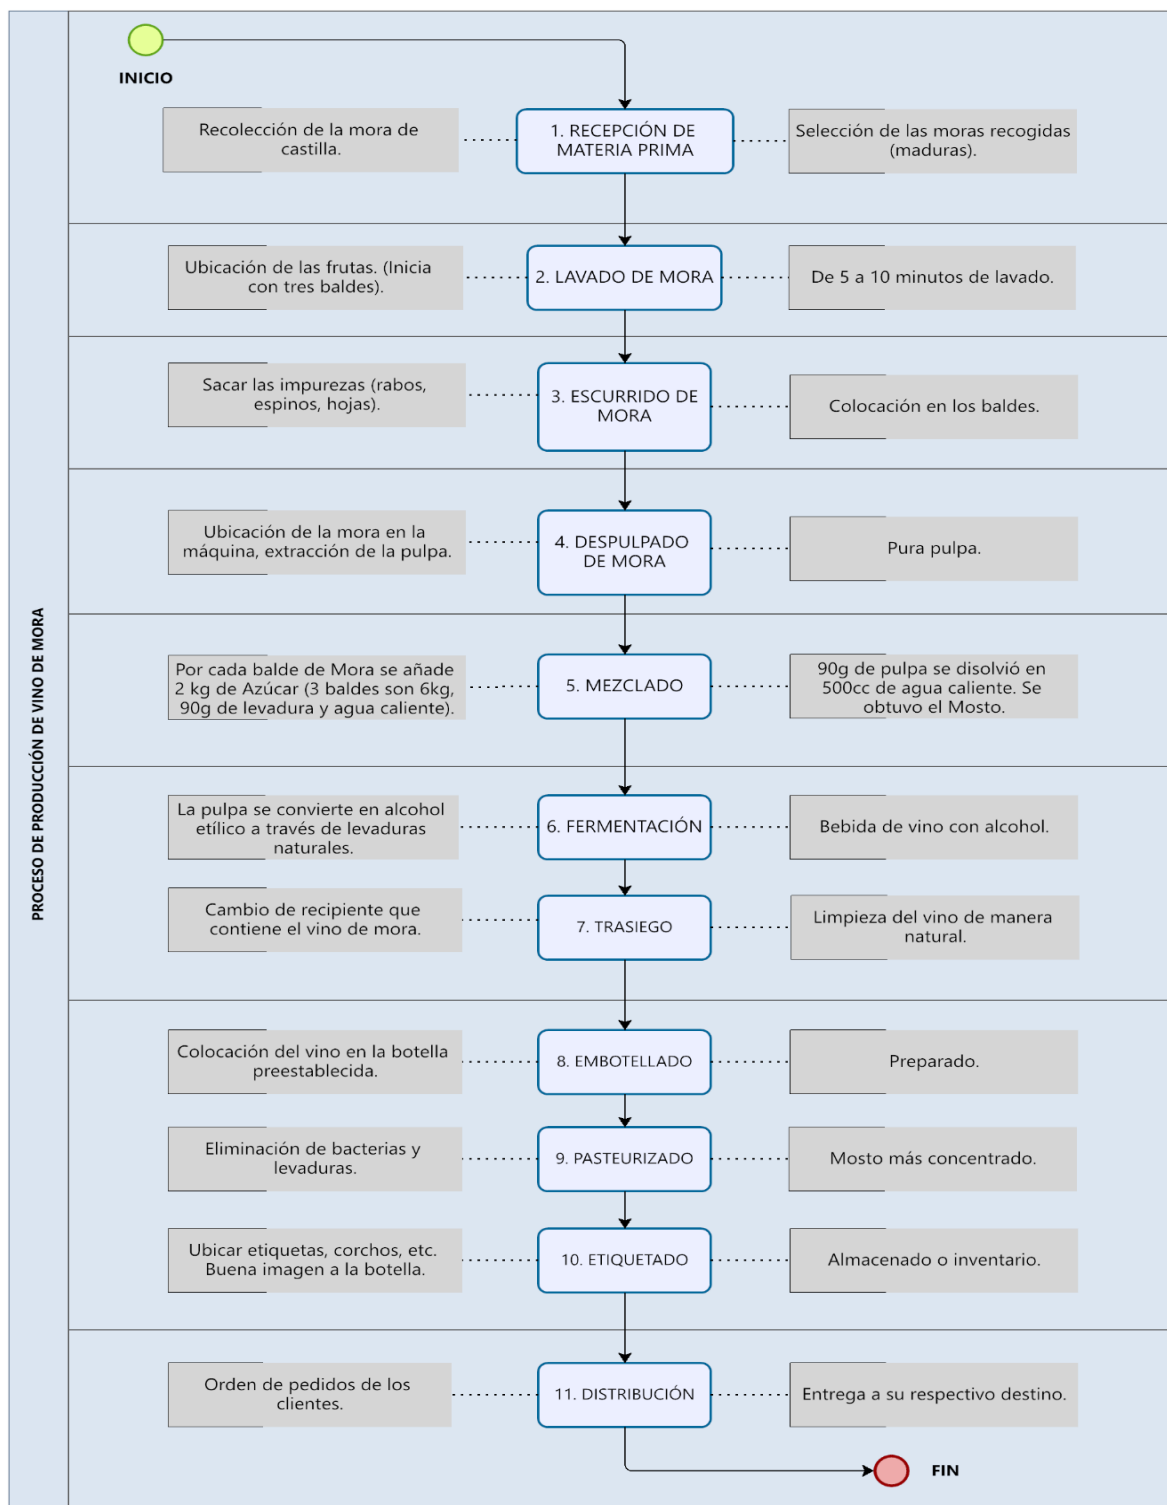 PROCESO DE PRODUCCIÓN DE VINO DE MORA
INICIO
Recolección de la mora de
castilla.
1. RECEPCIÓN DE
MATERIA PRIMA
Selección de las moras recogidas
(maduras).
Ubicación de las frutas. (Inicia
con tres baldes).
2. LAVADO DE MORA
De 5 a 10 minutos de lavado.
Sacar las impurezas (rabos,
espinos, hojas).
3. ESCURRIDO DE
MORA
Colocación en los baldes.
Ubicación de la mora en la
máquina, extracción de la pulpa.
4. DESPULPADO
DE MORA
Pura pulpa.
Por cada balde de Mora se añade
2 kg de Azúcar (3 baldes son 6kg,
90g de levadura y agua caliente).
5. MEZCLADO
90g de pulpa se disolvió en
500cc de agua caliente. Se
obtuvo el Mosto.
La pulpa se convierte en alcohol
etílico a través de levaduras
naturales.
6. FERMENTACIÓN
Bebida de vino con alcohol.
Cambio de recipiente que
contiene el vino de mora.
7. TRASIEGO
Limpieza del vino de manera
natural.
Colocación del vino en la botella
preestablecida.
8. EMBOTELLADO
Preparado.
Eliminación de bacterias y
levaduras.
9. PASTEURIZADO
Mosto más concentrado.
Ubicar etiquetas, corchos, etc.
Buena imagen a la botella.
10. ETIQUETADO
Almacenado o inventario.
Orden de pedidos de los
clientes.
11. DISTRIBUCIÓN
Entrega a su respectivo destino.
FIN